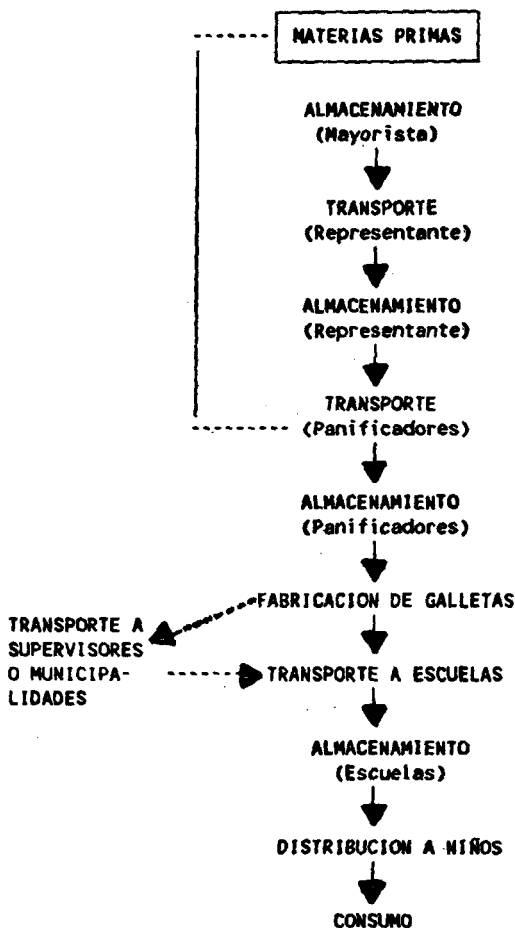 MATERIAS PRIMAS
ALMACENAMIENTO
(Mayorista)
TRANSPORTE
(Representante)
ALMACENAMIENTO
(Representante)
TRANSPORTE
(Panificadores)
ALMACENAMIENTO
(Panificadores)
FABRICACION DE GALLETAS
TRANSPORTE A
SUPERVISORES
O MUNICIPA-
LIDADES
TRANSPORTE A ESCUELAS
ALMACENAMIENTO
(Escuelas)
DISTRIBUCION A NIÑOS
CONSUMO